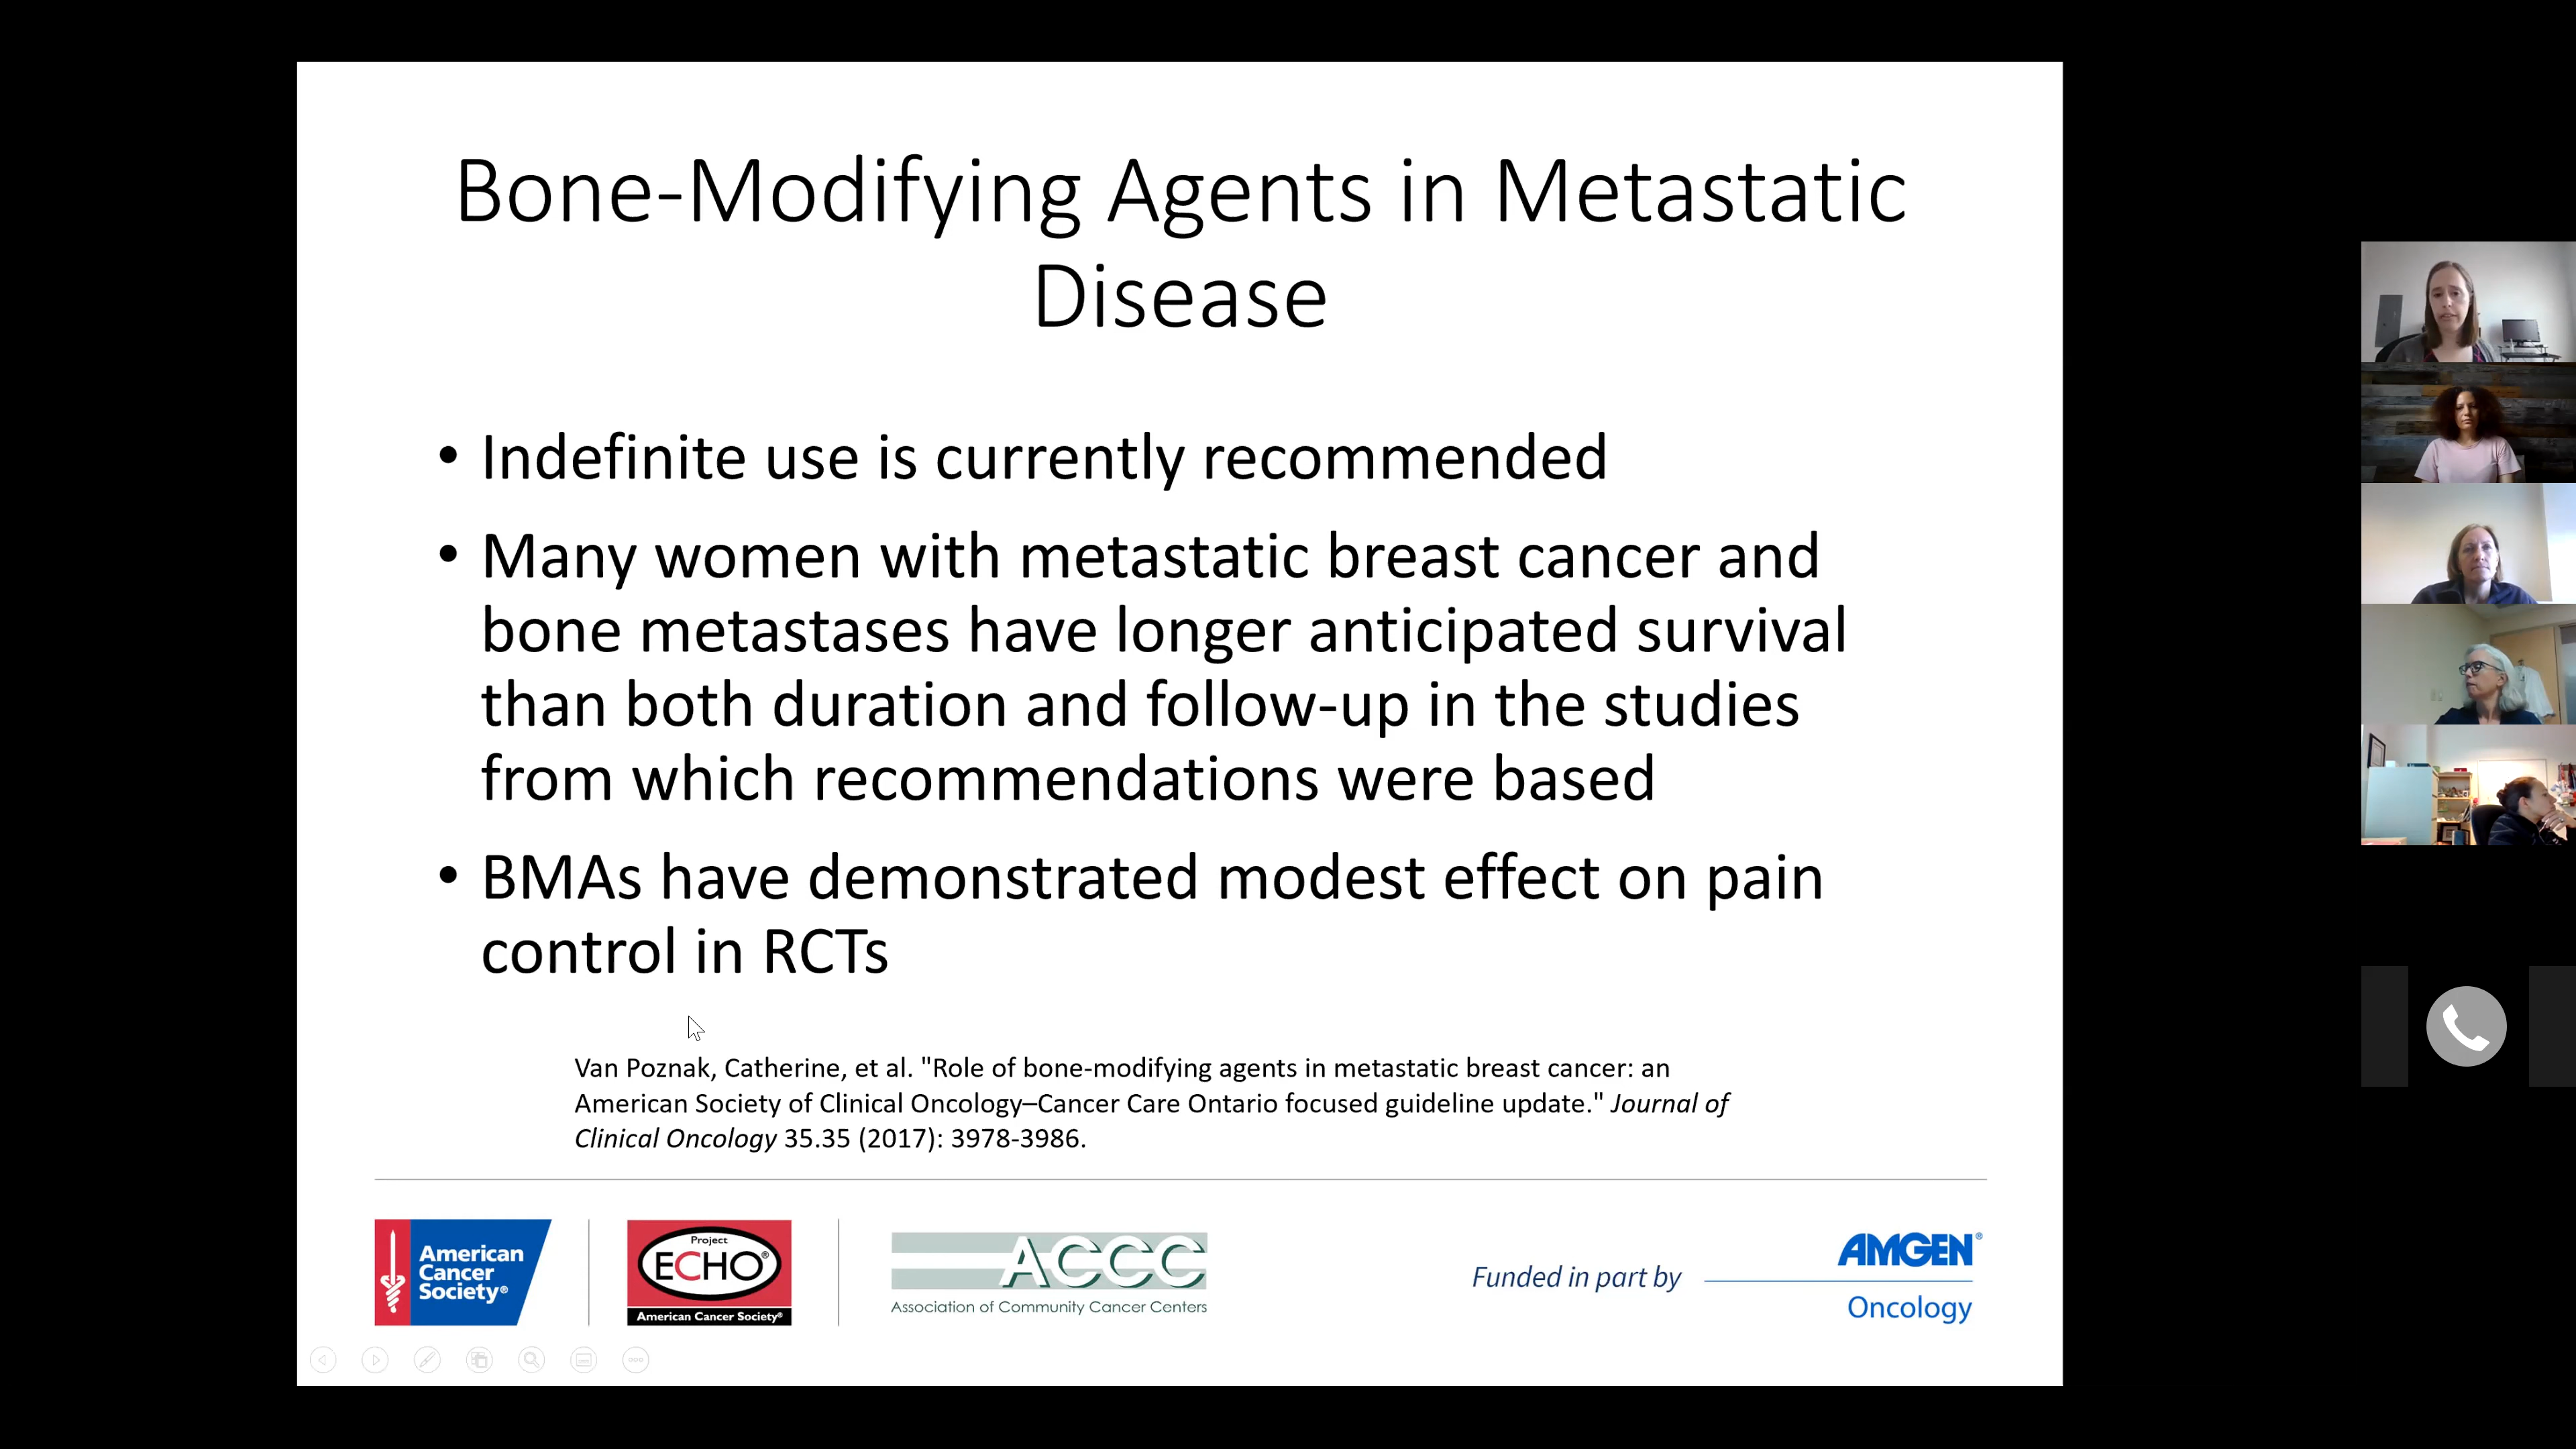 Bone-Modifying Agents in Metastatic
Disease
• Indefinite use is currently recommended
• Many women with metastatic breast cancer and
bone metastases have longer anticipated survival
than both duration and follow-up in the studies
from which recommendations were based
• BMAs have demonstrated modest effect on pain
control in RCTs
Van Poznak, Catherine, et al. "Role of bone-modifying agents in metastatic breast cancer: an
American Society of Clinical Oncology–Cancer Care Ontario focused guideline update." Journal of
Clinical Oncology 35.35 (2017): 3978-3986.
American
Cancer
Society®
Project
ECHO®
American Cancer Society®
ACCC
Association of Community Cancer Centers
Funded in part by
AMGEN®
Oncology